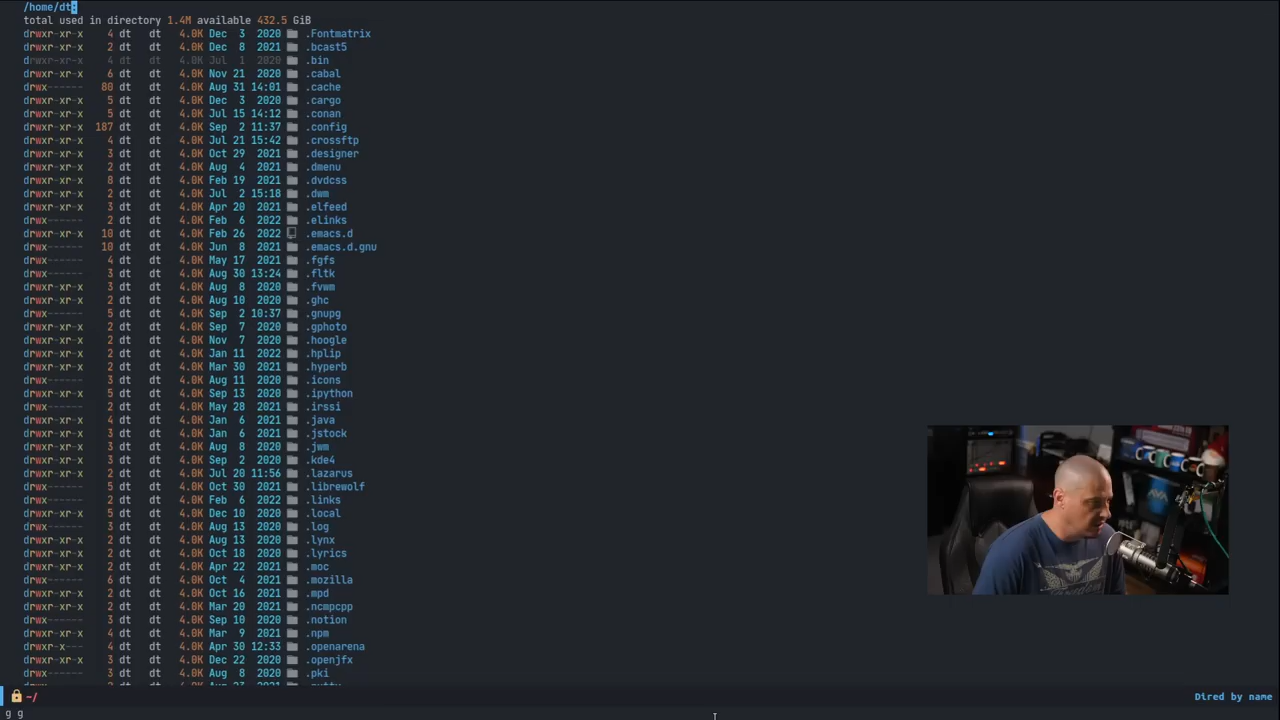 /home/dt:
total used in directory 1.4M available 432.5 GiB
drwxr-xr-x 4 dt dt 4.0K Dec 3 2020 .Fontmatrix
drwxr-xr-x 2 dt dt 4.0K Dec 8 2021 .bcast5
drwxr-xr-x 4 dt dt 4.0K Jul 1 2020 .bin
drwxr-xr-x 6 dt dt 4.0K Nov 21 2020 .cabal
drwx------ 80 dt dt 4.0K Aug 31 14:01 .cache
drwxr-xr-x 5 dt dt 4.0K Dec 3 2020 .cargo
drwxr-xr-x 5 dt dt 4.0K Jul 15 14:12 .conan
drwxr-xr-x 187 dt dt 4.0K Sep 2 11:37 .config
drwxr-xr-x 4 dt dt 4.0K Jul 21 15:42 .crossftp
drwxr-xr-x 3 dt dt 4.0K Oct 29 2021 .designer
drwxr-xr-x 2 dt dt 4.0K Aug 4 2021 .dmenu
drwxr-xr-x 8 dt dt 4.0K Feb 19 2021 .dvdcss
drwxr-xr-x 2 dt dt 4.0K Jul 2 15:18 .dwm
drwxr-xr-x 3 dt dt 4.0K Apr 20 2021 .elfeed
drwx------ 2 dt dt 4.0K Feb 6 2022 .elinks
drwxr-xr-x 10 dt dt 4.0K Feb 26 2022 .emacs.d
drwx------ 10 dt dt 4.0K Jun 8 2021 .emacs.d.gnu
drwx------ 4 dt dt 4.0K May 17 2021 .fgfs
drwx------ 3 dt dt 4.0K Aug 30 13:24 .fltk
drwxr-xr-x 3 dt dt 4.0K Aug 8 2020 .fvwm
drwxr-xr-x 2 dt dt 4.0K Aug 10 2020 .ghc
drwx------ 5 dt dt 4.0K Sep 2 10:37 .gnupg
drwxr-xr-x 2 dt dt 4.0K Sep 7 2020 .gphoto
drwxr-xr-x 2 dt dt 4.0K Nov 7 2020 .hoogle
drwxr-xr-x 2 dt dt 4.0K Jan 11 2022 .hplip
drwxr-xr-x 2 dt dt 4.0K Mar 30 2021 .hyperb
drwx------ 3 dt dt 4.0K Aug 11 2020 .icons
drwxr-xr-x 5 dt dt 4.0K Sep 13 2020 .ipython
drwx------ 2 dt dt 4.0K May 28 2021 .irssi
drwxr-xr-x 4 dt dt 4.0K Jan 6 2021 .java
drwxr-xr-x 3 dt dt 4.0K Jan 6 2021 .jstock
drwxr-xr-x 3 dt dt 4.0K Aug 8 2020 .jwm
drwxr-xr-x 3 dt dt 4.0K Sep 2 2020 .kde4
drwxr-xr-x 2 dt dt 4.0K Jul 20 11:56 .lazarus
drwx------ 5 dt dt 4.0K Oct 30 2021 .librewolf
drwx------ 2 dt dt 4.0K Feb 6 2022 .links
drwxr-xr-x 5 dt dt 4.0K Dec 10 2021 .local
drwx------ 3 dt dt 4.0K Aug 13 2020 .log
drwxr-xr-x 2 dt dt 4.0K Aug 13 2020 .lynx
drwxr-xr-x 2 dt dt 4.0K Oct 18 2020 .lyrics
drwxr-xr-x 2 dt dt 4.0K Apr 22 2021 .moc
drwx------ 6 dt dt 4.0K Oct 4 2021 .mozilla
drwxr-xr-x 2 dt dt 4.0K Oct 16 2021 .mpd
drwxr-xr-x 2 dt dt 4.0K Mar 20 2021 .ncmpcpp
drwx------ 3 dt dt 4.0K Sep 10 2020 .notion
drwxr-xr-x 4 dt dt 4.0K Mar 9 2021 .npm
drwxr-x--- 4 dt dt 4.0K Apr 30 12:33 .openarena
drwxr-xr-x 3 dt dt 4.0K Dec 22 2020 .openjfx
drwx------ 3 dt dt 4.0K Aug 8 2020 .pki
~/
Dired by name
g g